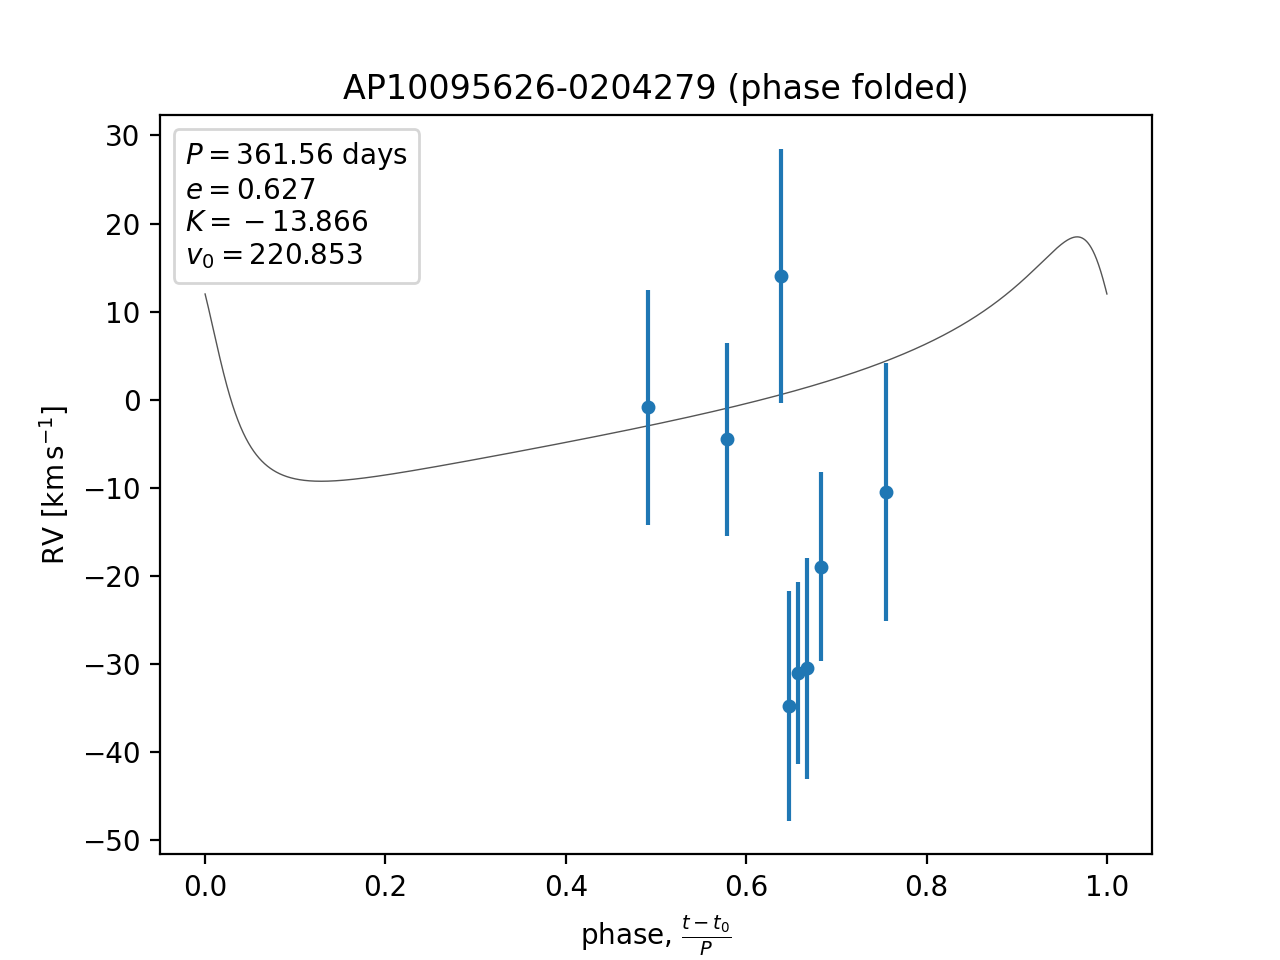 AP10095626-0204279 (phase folded)
P = 361.56 days
e = 0.627
K = −13.866
v₀ = 220.853
30
20
10
0
−10
−20
−30
−40
−50
RV [km s⁻¹]
0.0 0.2 0.4 0.6 0.8 1.0
phase, (t − t₀)/P